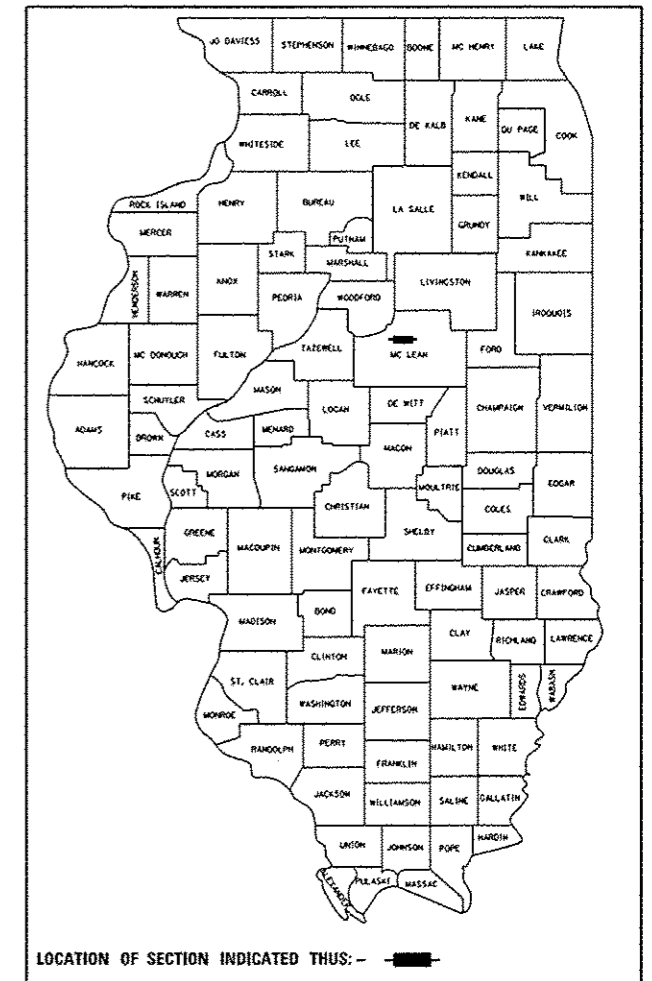 JO DAVIESS STEPHENSON WINNEBAGO BOONE MC HENRY LAKE
CARROLL OGLE DE KALB KANE DU PAGE COOK
WHITESIDE LEE
KENDALL WILL
ROCK ISLAND HENRY BUREAU LA SALLE GRUNDY
MERCER PUTNAM KANKAKEE
STARK MARSHALL
HENDERSON WARREN KNOX PEORIA WOODFORD LIVINGSTON IROQUOIS
HANCOCK MC DONOUGH FULTON TAZEWELL MC LEAN FORD
MASON
SCHUYLER LOGAN DE WITT CHAMPAIGN VERMILION
ADAMS BROWN CASS MENARD MACON PIATT
PIKE SCOTT MORGAN SANGAMON CHRISTIAN MOULTRIE DOUGLAS EDGAR
COLES
CALHOUN GREENE MACOUPIN MONTGOMERY SHELBY CUMBERLAND CLARK
JERSEY
FAYETTE EFFINGHAM JASPER CRAWFORD
MADISON BOND
CLAY RICHLAND LAWRENCE
CLINTON MARION
ST. CLAIR WAYNE EDWARDS WABASH
MONROE WASHINGTON JEFFERSON
RANDOLPH PERRY HAMILTON WHITE
FRANKLIN
JACKSON WILLIAMSON SALINE GALLATIN
UNION JOHNSON POPE HARDIN
ALEXANDER PULASKI MASSAC
LOCATION OF SECTION INDICATED THUS: -